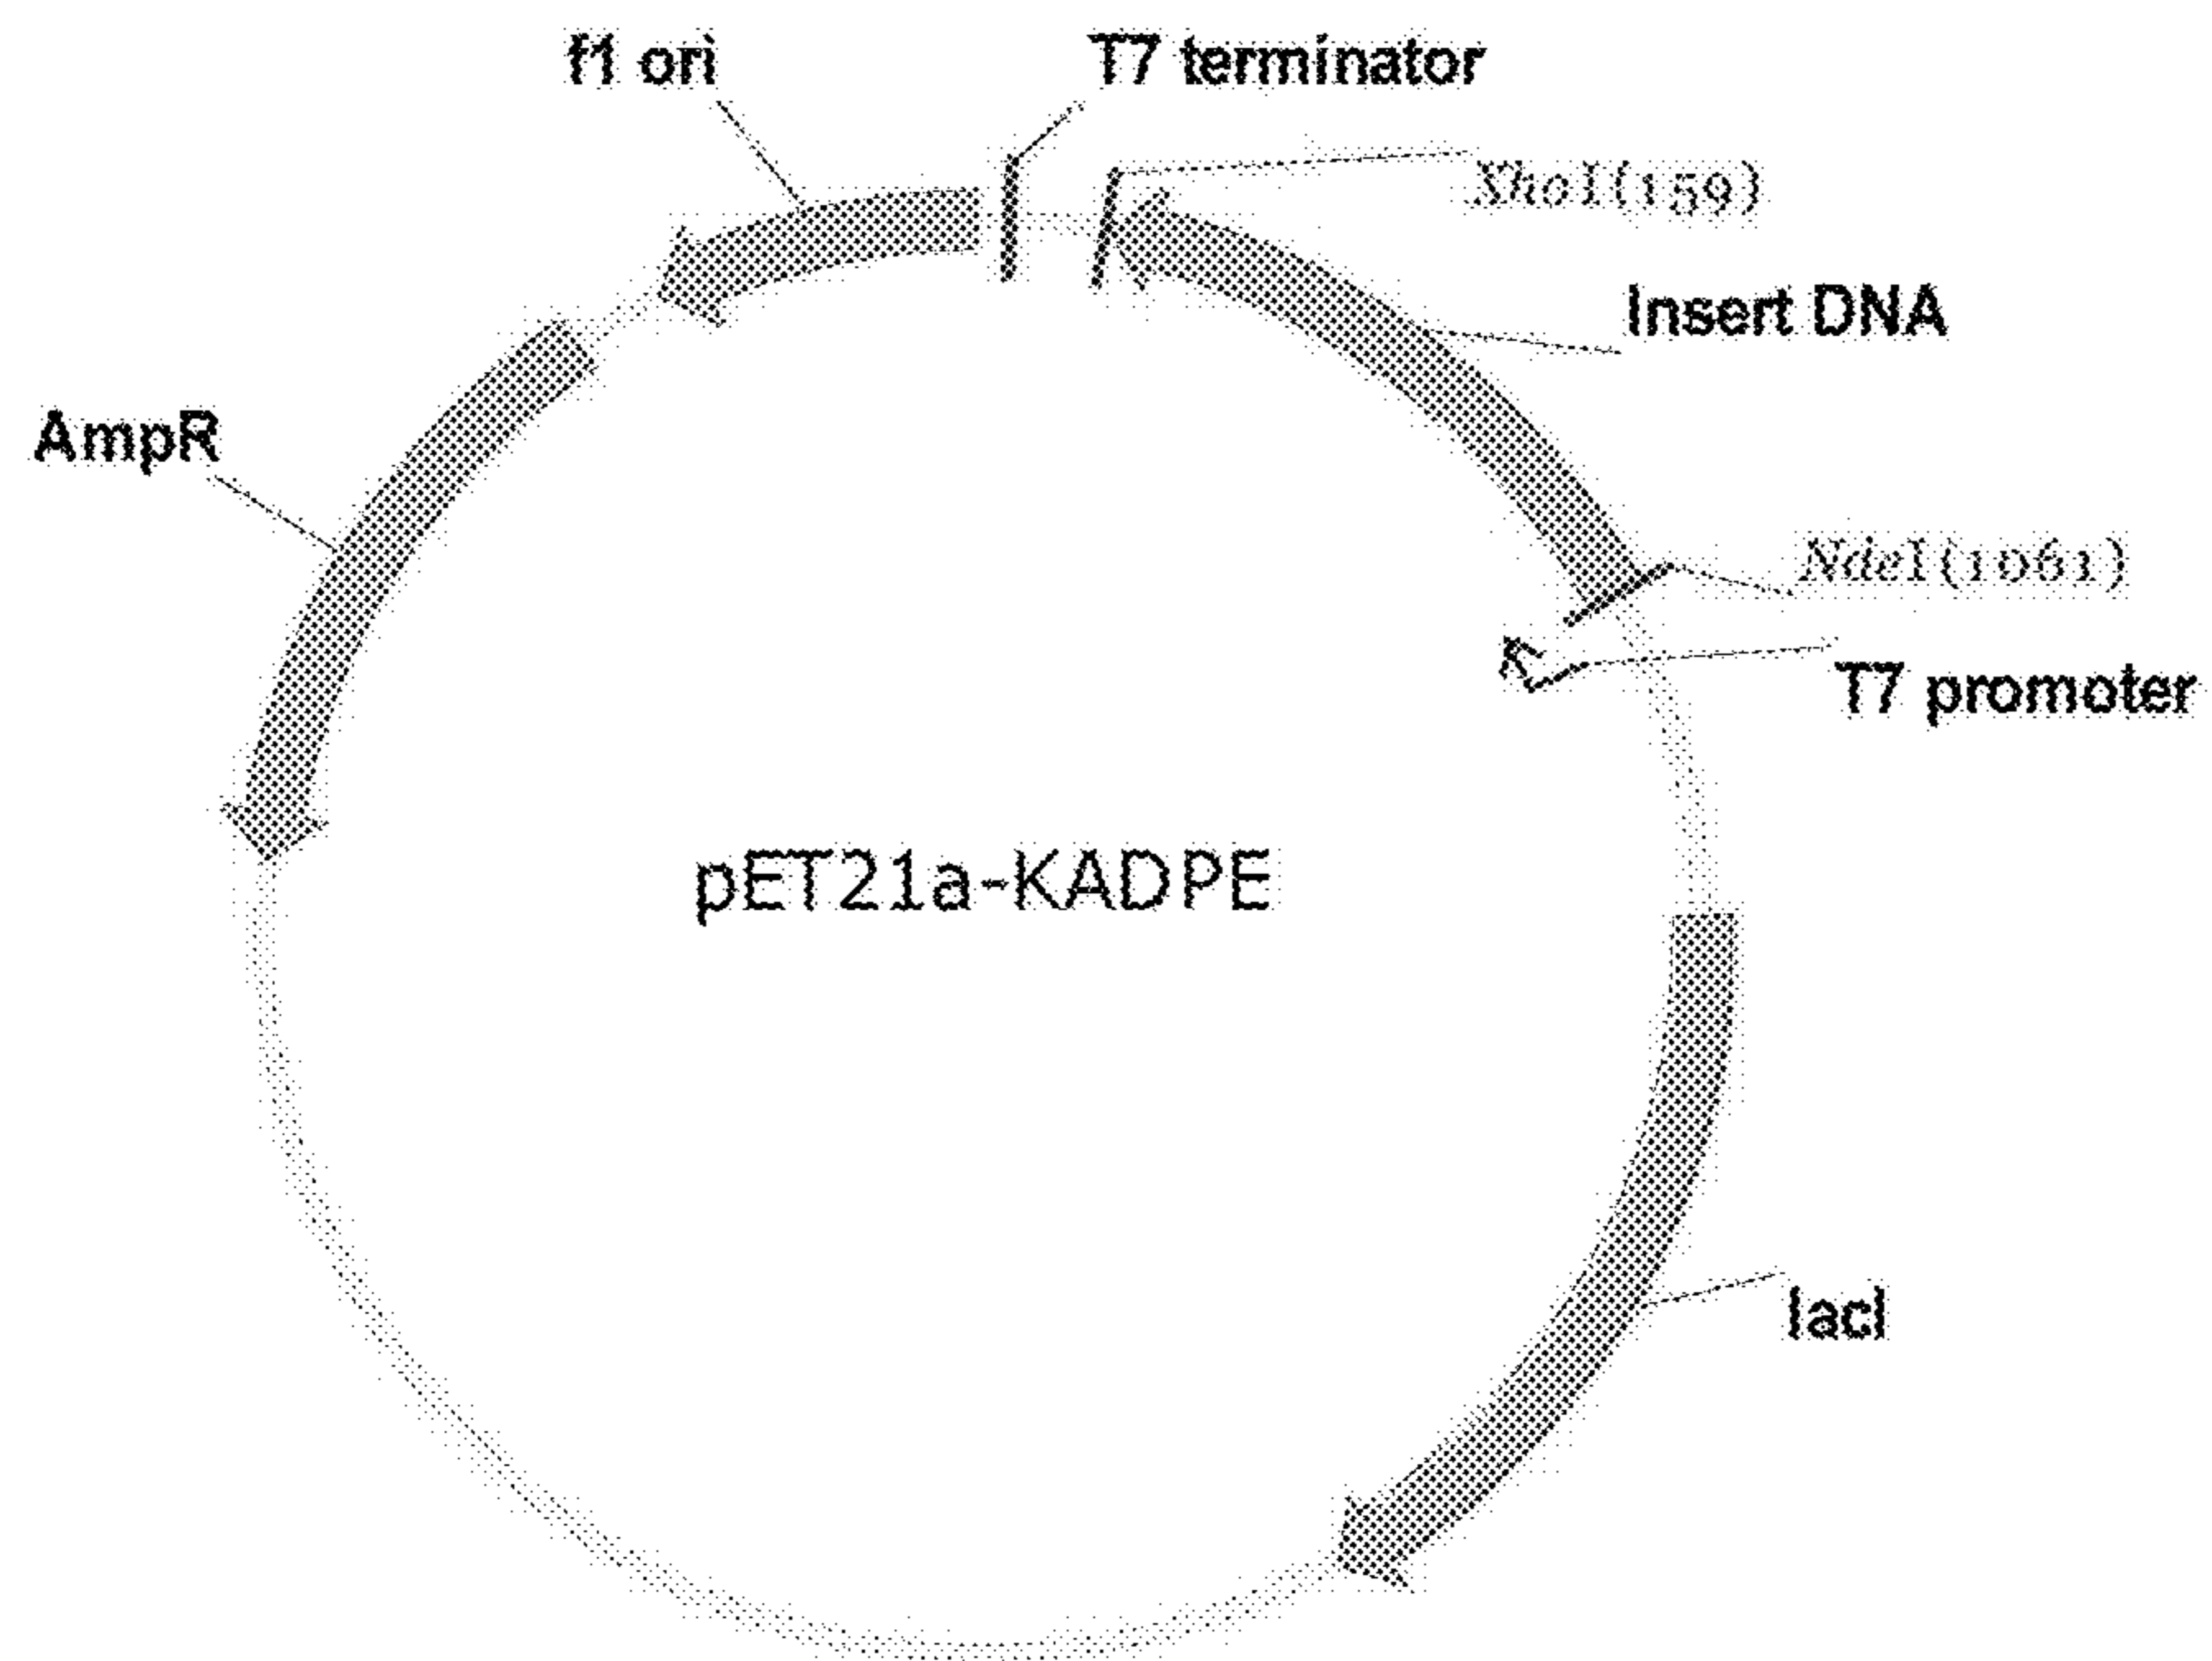 f1 ori
T7 terminator
XhoI(159)
Insert DNA
AmpR
NdeI(1061)
T7 promoter
pET21a-KADPE
lacI